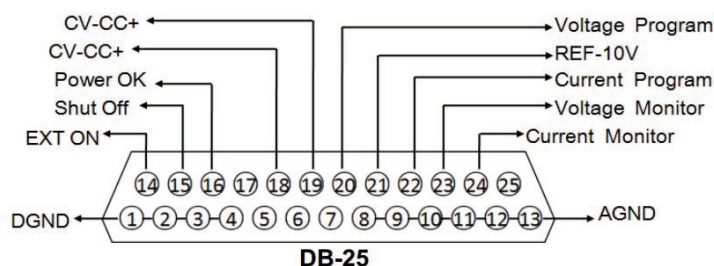 CV-CC+
Voltage Program
CV-CC+
REF-10V
Power OK
Current Program
Shut Off
Voltage Monitor
EXT ON
Current Monitor
14 15 16 17 18 19 20 21 22 23 24 25
DGND 1 2 3 4 5 6 7 8 9 10 11 12 13 AGND
DB-25